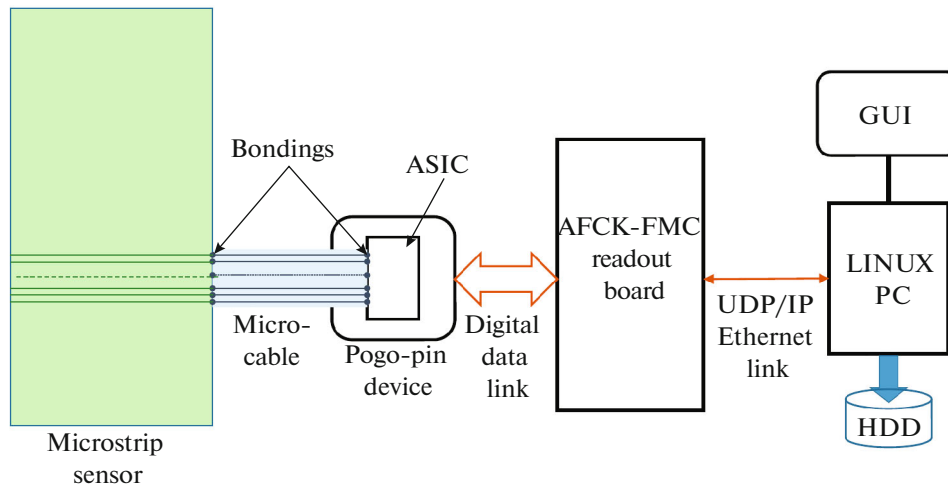 GUI
Bondings
ASIC
AFCK-FMC
readout
board
LINUX
PC
Micro-
cable
Pogo-pin
device
Digital
data
link
UDP/IP
Ethernet
link
HDD
Microstrip
sensor